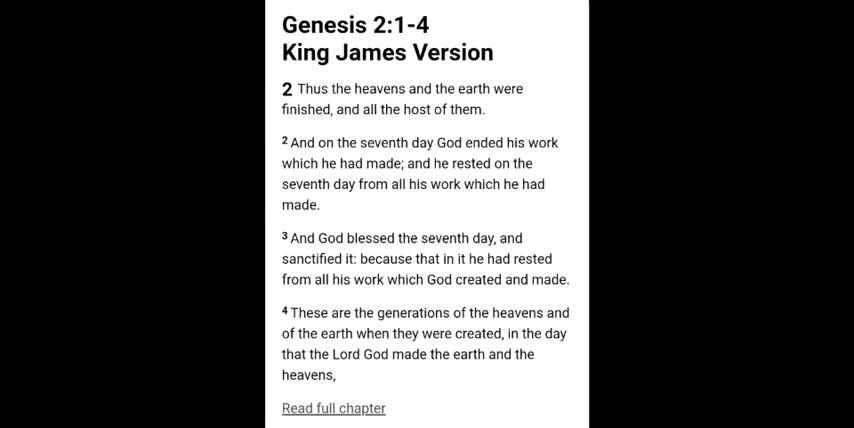 Genesis 2:1-4
King James Version
2 Thus the heavens and the earth were
finished, and all the host of them.
2 And on the seventh day God ended his work
which he had made; and he rested on the
seventh day from all his work which he had
made.
3 And God blessed the seventh day, and
sanctified it: because that in it he had rested
from all his work which God created and made.
4 These are the generations of the heavens and
of the earth when they were created, in the day
that the Lord God made the earth and the
heavens,
Read full chapter